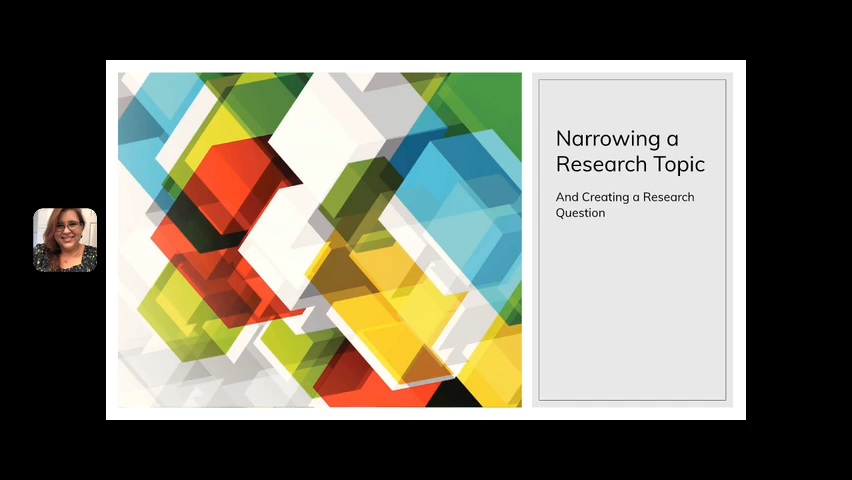 Narrowing a
Research Topic
And Creating a Research
Question